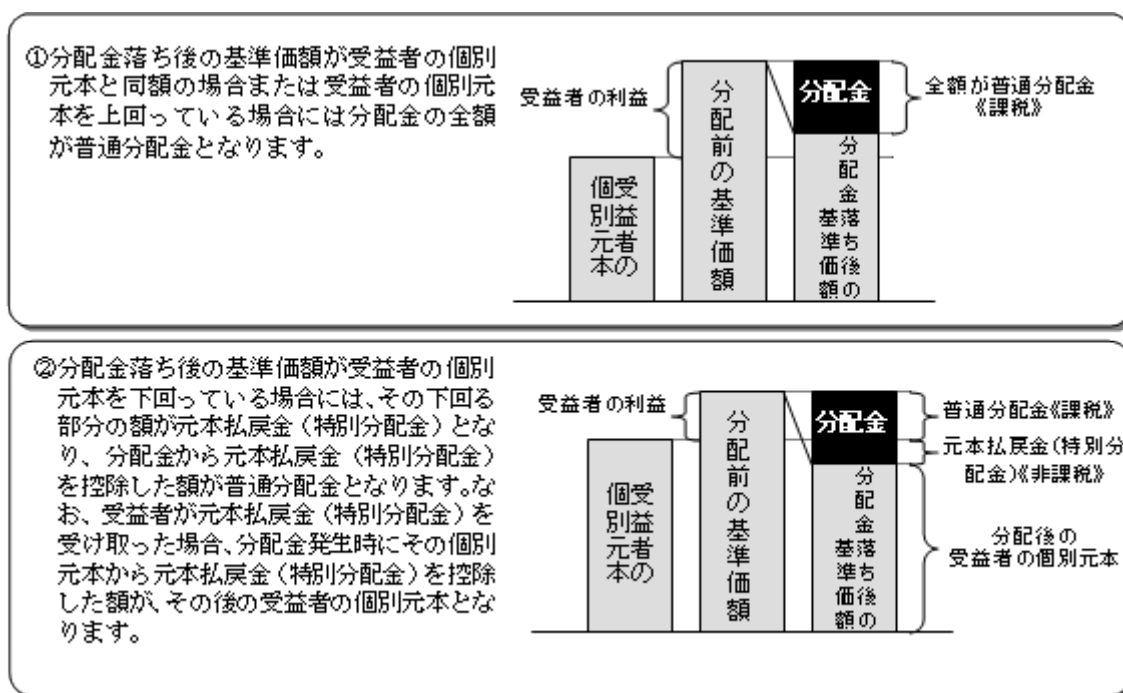 ①分配金落ち後の基準価額が受益者の個別
元本と同額の場合または受益者の個別元
本を上回っている場合には分配金の全額
が普通分配金となります。
受益者の利益
受益者の
個別元本
分配前の基準価額
分配金
分配金落ち後の
基準価額
全額が普通分配金
《課税》
②分配金落ち後の基準価額が受益者の個別
元本を下回っている場合には、その下回る
部分の額が元本払戻金(特別分配金)とな
り、分配金から元本払戻金(特別分配金)
を控除した額が普通分配金となります。な
お、受益者が元本払戻金(特別分配金)を
受け取った場合、分配金発生時にその個別
元本から元本払戻金(特別分配金)を控除
した額が、その後の受益者の個別元本とな
ります。
受益者の利益
受益者の
個別元本
分配前の基準価額
分配金
分配金落ち後の
基準価額
普通分配金《課税》
元本払戻金(特別分
配金)《非課税》
分配後の
受益者の個別元本